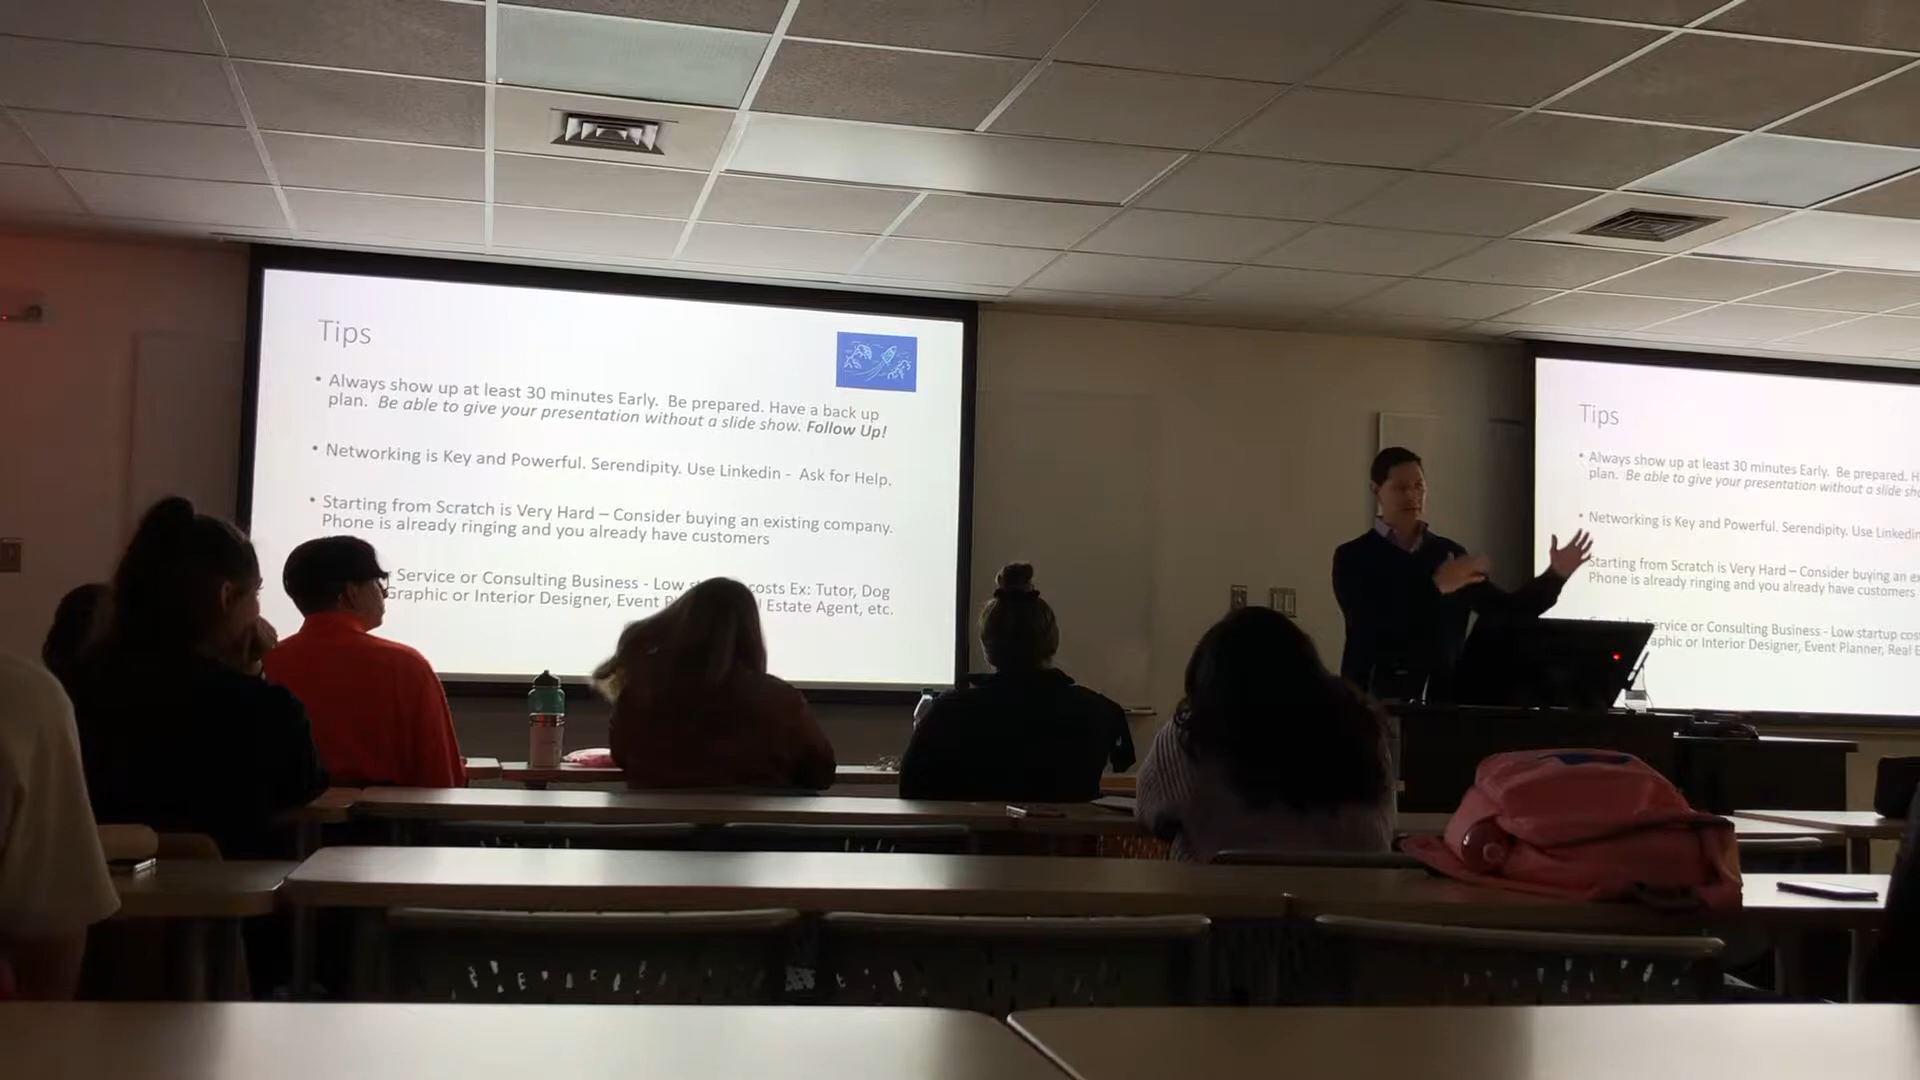 Tips
• Always show up at least 30 minutes Early. Be prepared. Have a back up
plan. Be able to give your presentation without a slide show. Follow Up!
• Networking is Key and Powerful. Serendipity. Use Linkedin - Ask for Help.
• Starting from Scratch is Very Hard – Consider buying an existing company.
Phone is already ringing and you already have customers
Service or Consulting Business - Low costs Ex: Tutor, Dog
Graphic or Interior Designer, Event Estate Agent, etc.
Tips
• Always show up at least 30 minutes Early. Be prepared.
plan. Be able to give your presentation without a slide
• Networking is Key and Powerful. Serendipity. Use
Starting from Scratch is Very Hard – Consider buying an
Phone is already ringing and you already have customers
Service or Consulting Business - Low startup
or Interior Designer, Event Planner, Real